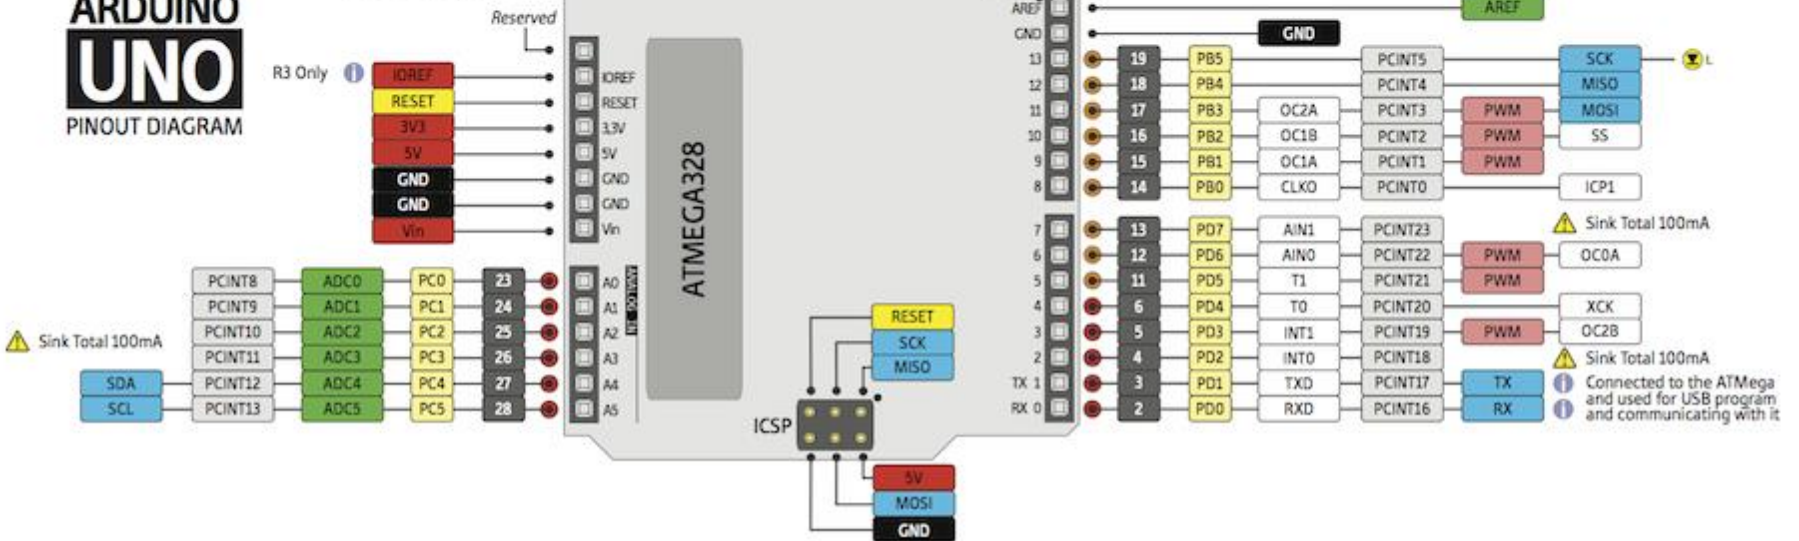 ARDUINO
UNO
PINOUT DIAGRAM
Reserved
R3 Only i IOREF IOREF
RESET RESET
3V3 3.3V
5V 5V
GND GND
GND GND
Vin Vin
PCINT8 ADC0 PC0 23 A0
PCINT9 ADC1 PC1 24 A1
PCINT10 ADC2 PC2 25 A2
Sink Total 100mA
PCINT11 ADC3 PC3 26 A3
SDA PCINT12 ADC4 PC4 27 A4
SCL PCINT13 ADC5 PC5 28 A5
ANALOG IN
ATMEGA328
RESET
SCK
MISO
ICSP
5V
MOSI
GND
AREF AREF
GND GND
13 19 PB5 PCINT5 SCK L
12 18 PB4 PCINT4 MISO
11 17 PB3 OC2A PCINT3 PWM MOSI
10 16 PB2 OC1B PCINT2 PWM SS
9 15 PB1 OC1A PCINT1 PWM
8 14 PB0 CLKO PCINT0 ICP1
Sink Total 100mA
7 13 PD7 AIN1 PCINT23
6 12 PD6 AIN0 PCINT22 PWM OC0A
5 11 PD5 T1 PCINT21 PWM
4 6 PD4 T0 PCINT20 XCK
3 5 PD3 INT1 PCINT19 PWM OC2B
2 4 PD2 INT0 PCINT18
Sink Total 100mA
TX 1 3 PD1 TXD PCINT17 TX
RX 0 2 PD0 RXD PCINT16 RX
i Connected to the ATMega
and used for USB program
i and communicating with it